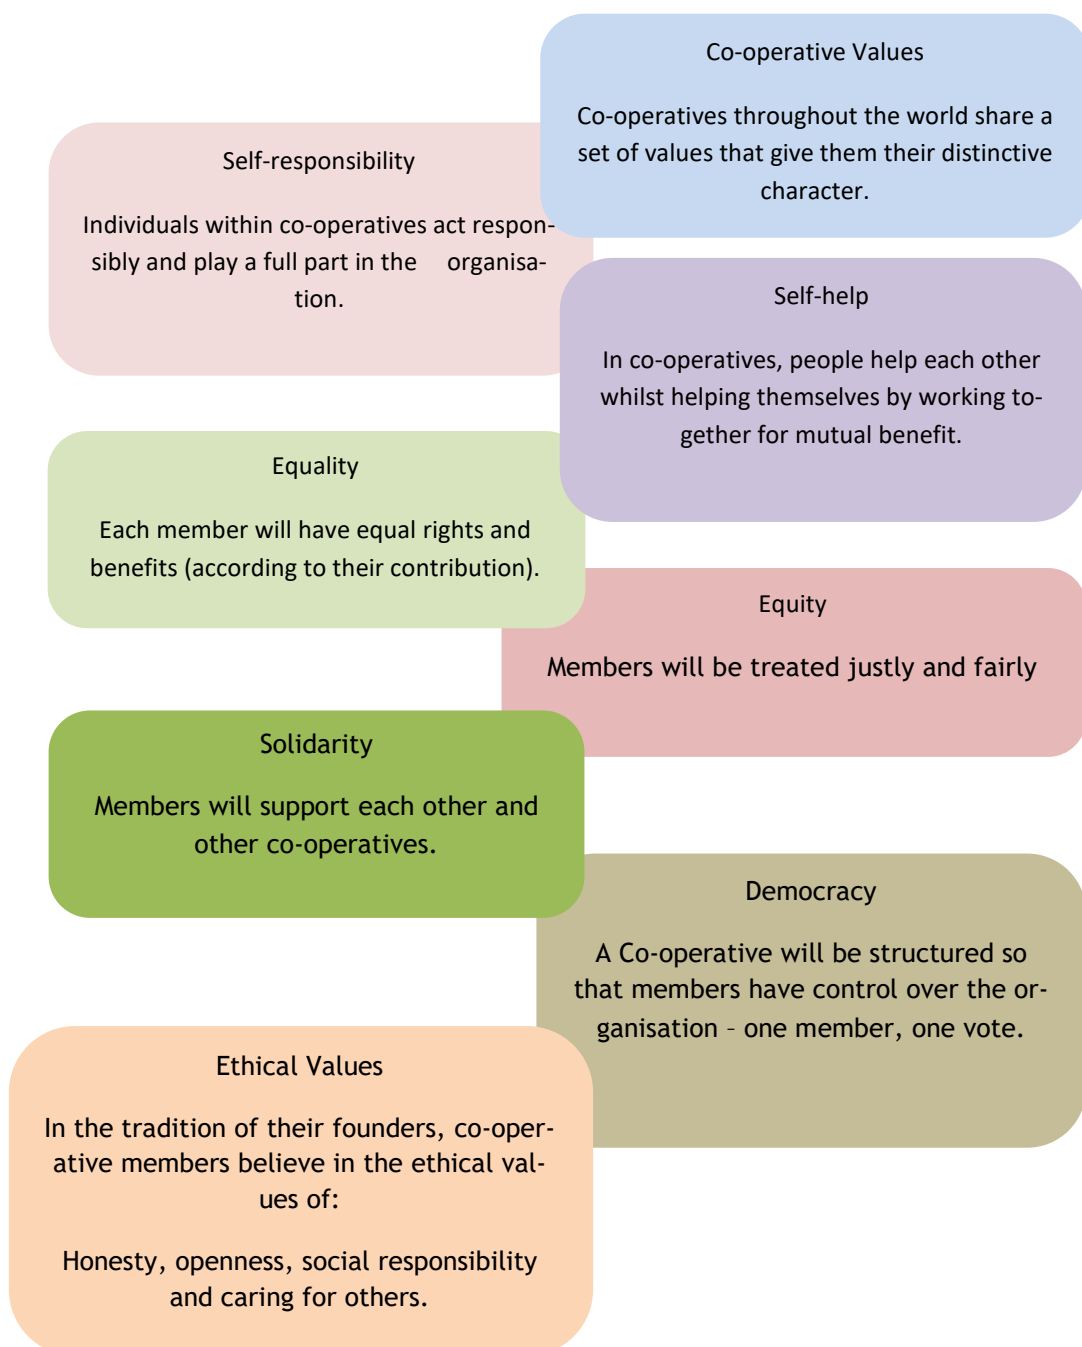 Co-operative Values
Co-operatives throughout the world share a
set of values that give them their distinctive
character.
Self-responsibility
Individuals within co-operatives act respon-
sibly and play a full part in the organisa-
tion.
Self-help
In co-operatives, people help each other
whilst helping themselves by working to-
gether for mutual benefit.
Equality
Each member will have equal rights and
benefits (according to their contribution).
Equity
Members will be treated justly and fairly
Solidarity
Members will support each other and
other co-operatives.
Democracy
A Co-operative will be structured so
that members have control over the or-
ganisation – one member, one vote.
Ethical Values
In the tradition of their founders, co-oper-
ative members believe in the ethical val-
ues of:
Honesty, openness, social responsibility
and caring for others.